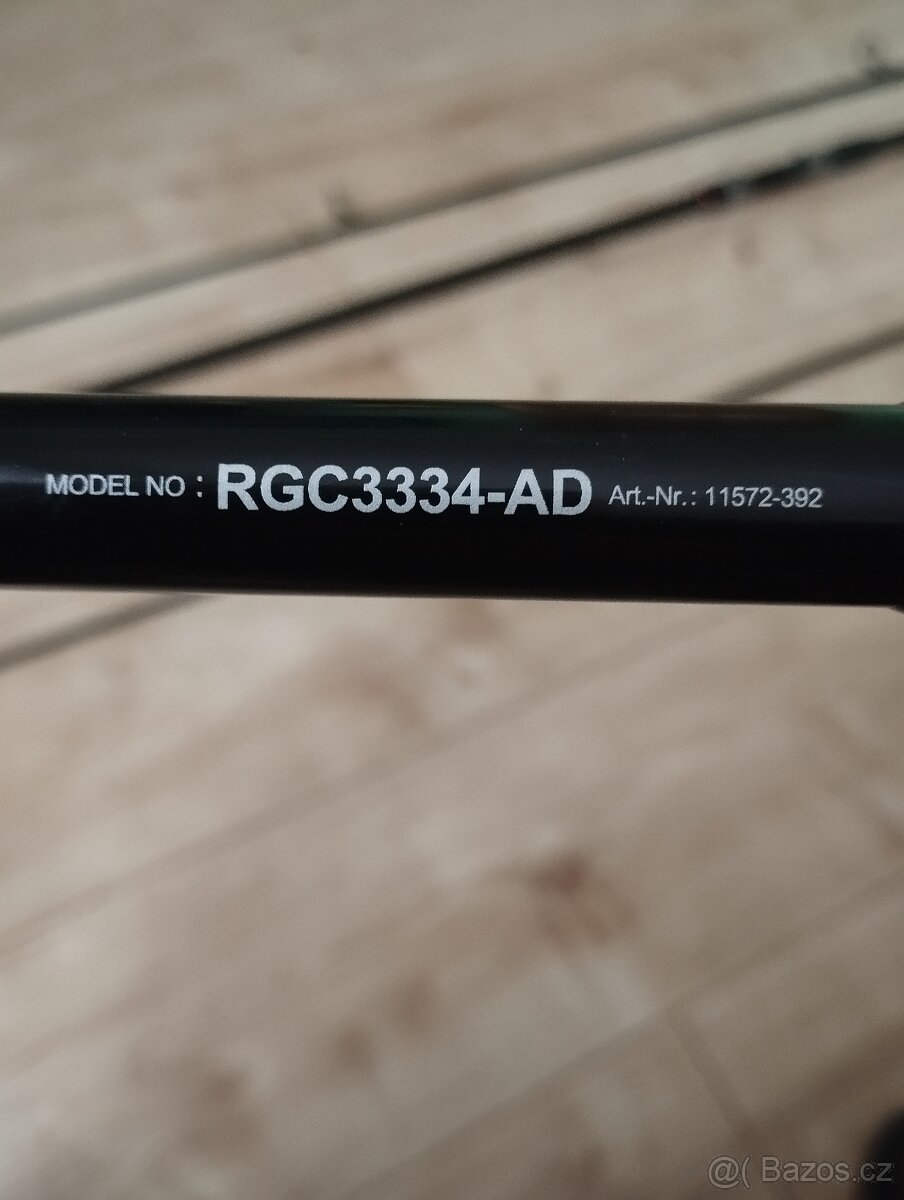 MODEL NO : RGC3334-AD Art.-Nr.: 11572-392
@( Bazos.cz